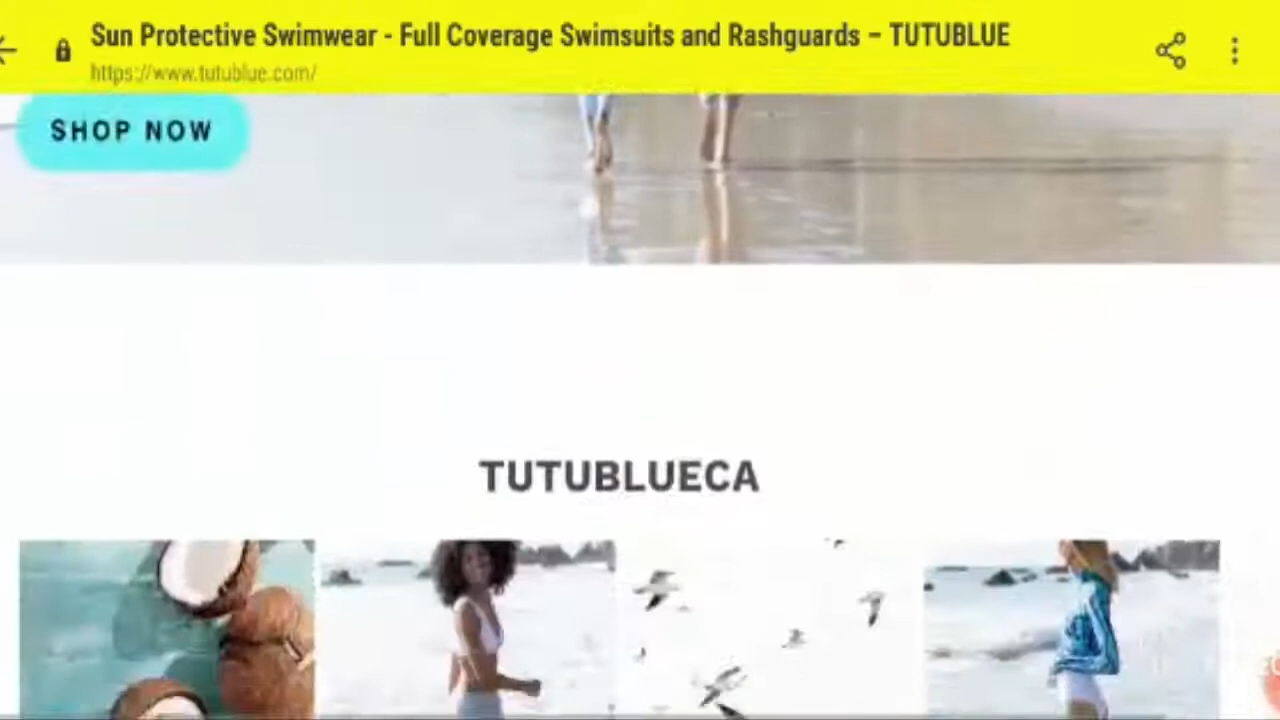 Sun Protective Swimwear - Full Coverage Swimsuits and Rashguards – TUTUBLUE
https://www.tutublue.com/
SHOP NOW
TUTUBLUECA